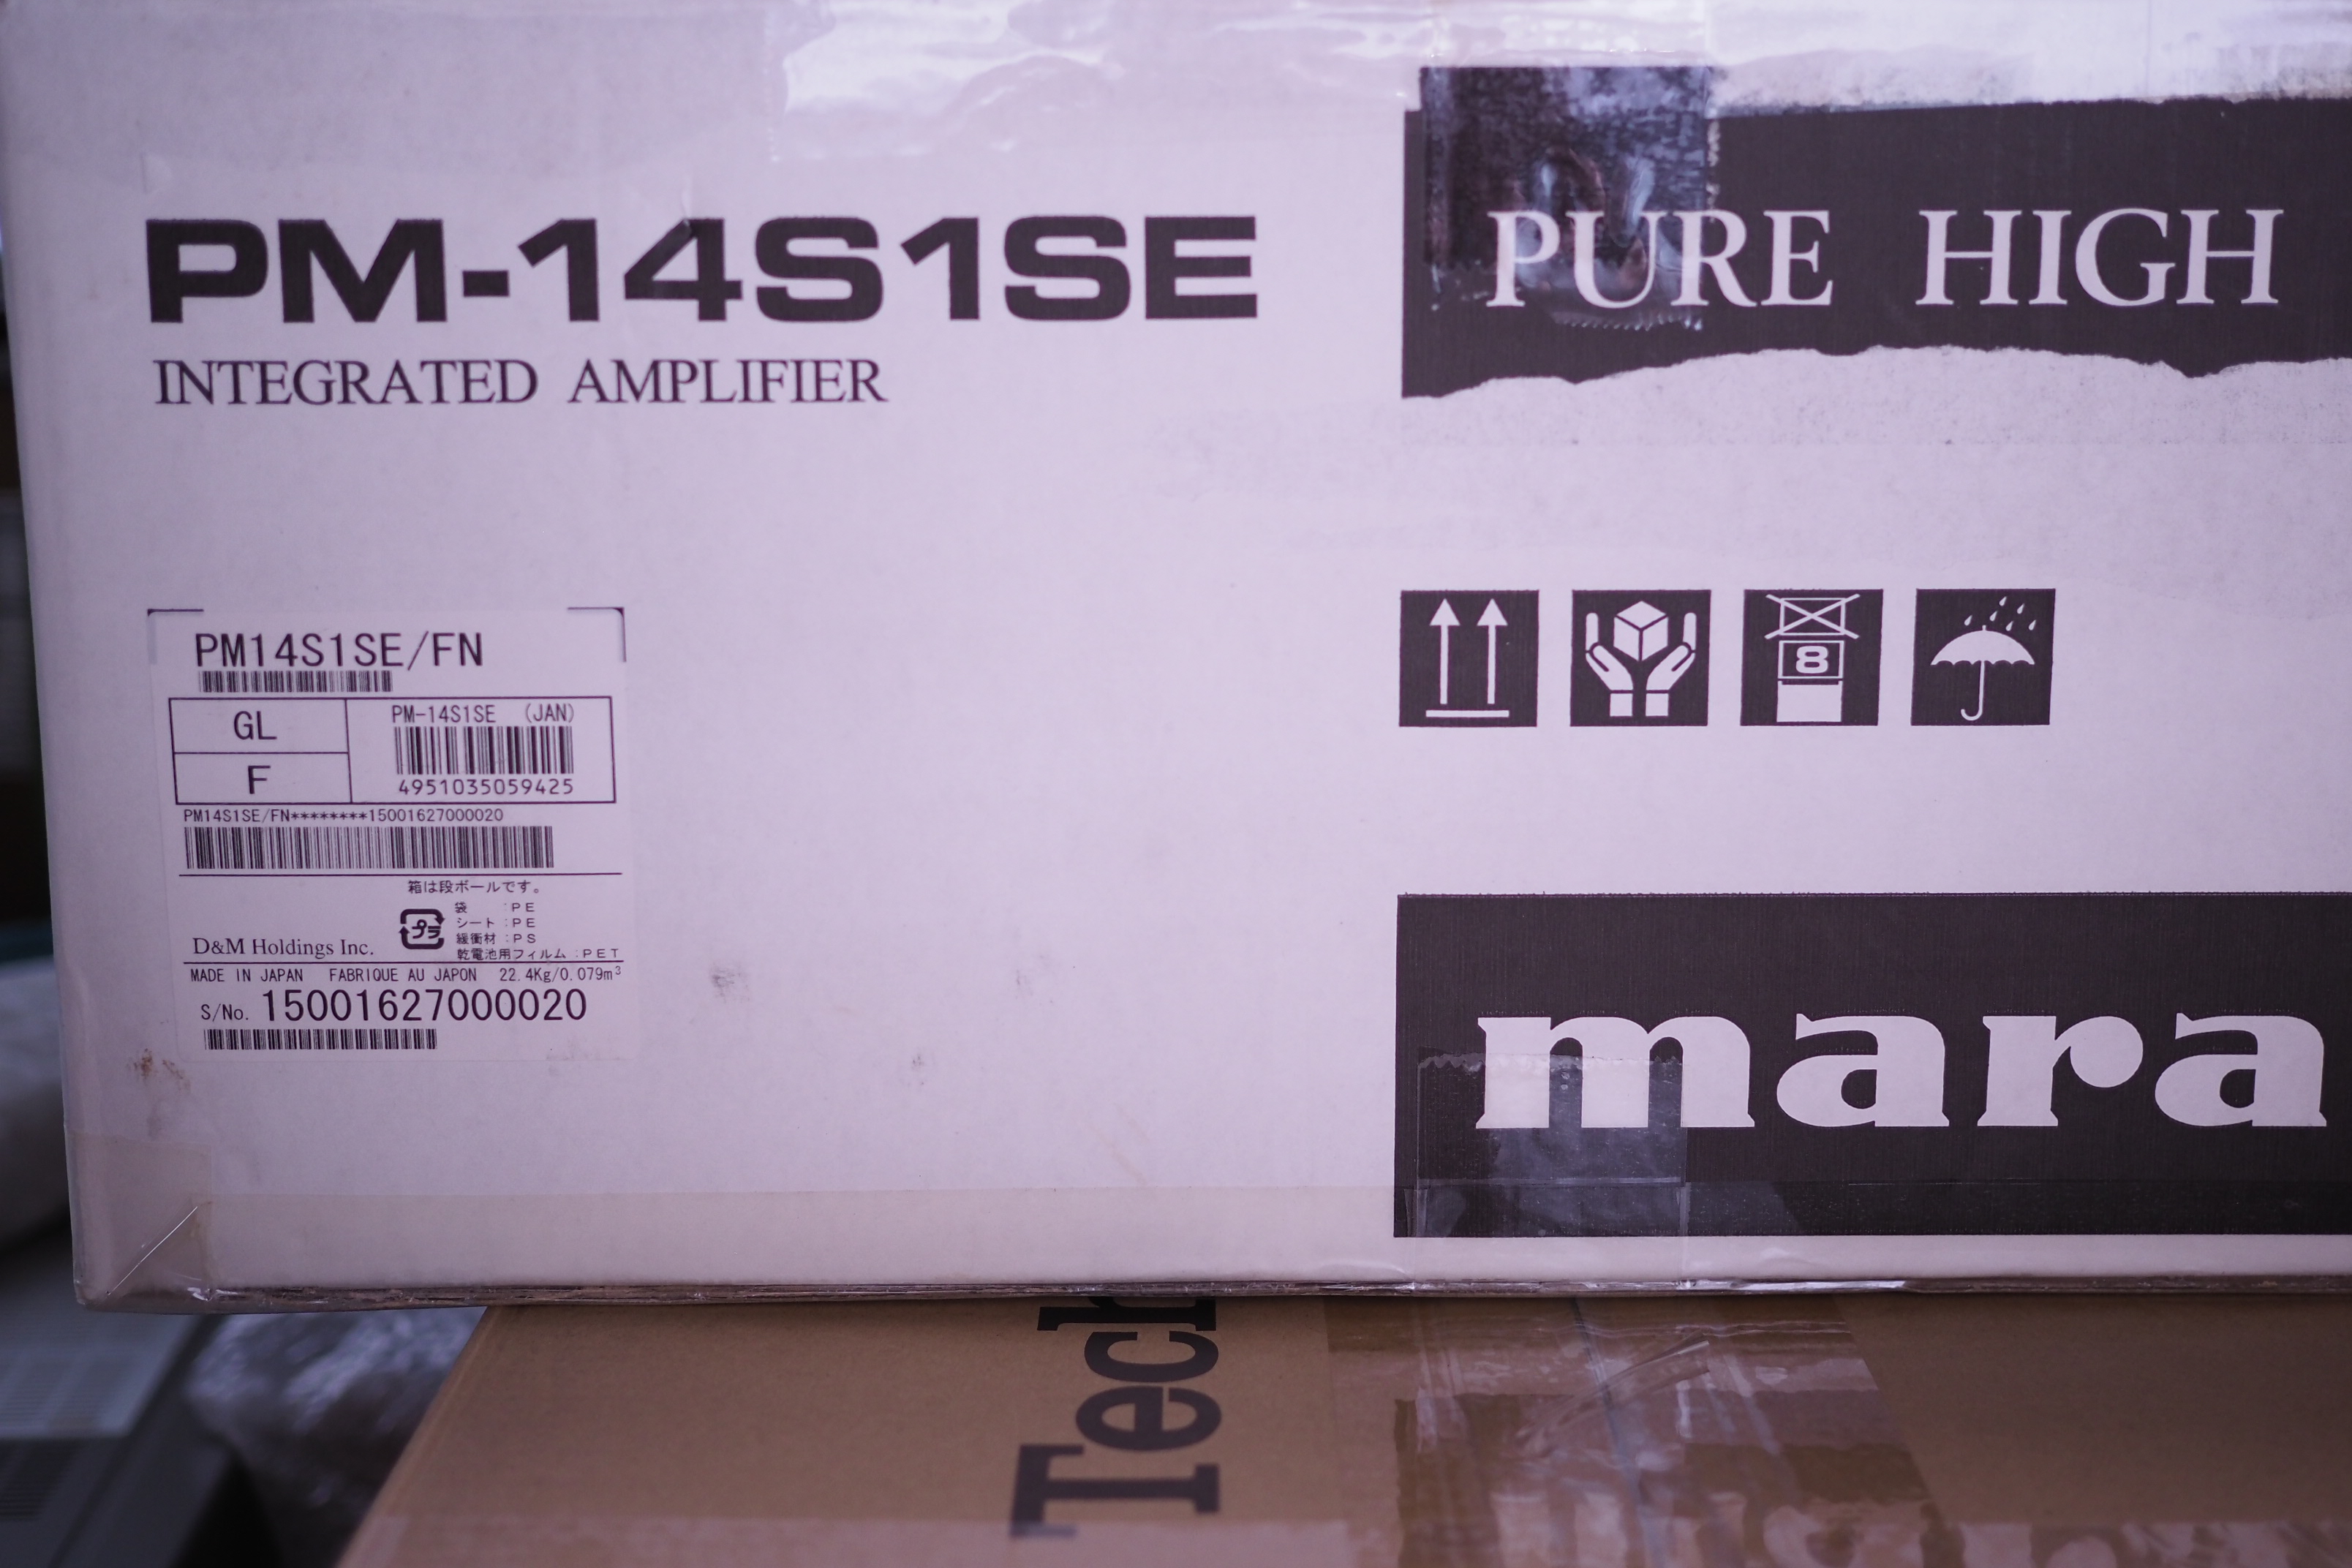 PM-14S1SE
INTEGRATED AMPLIFIER
PURE HIGH
8
PM14S1SE/FN
GL
F
PM-14S1SE (JAN)
4951035059425
PM14S1SE/FN********15001627000020
箱は段ボールです。
プラ
袋 :PE
シート :PE
緩衝材 :PS
乾電池用フィルム :PET
D&M Holdings Inc.
MADE IN JAPAN FABRIQUE AU JAPON 22.4Kg/0.079m³
S/No. 15001627000020
mara
Tech